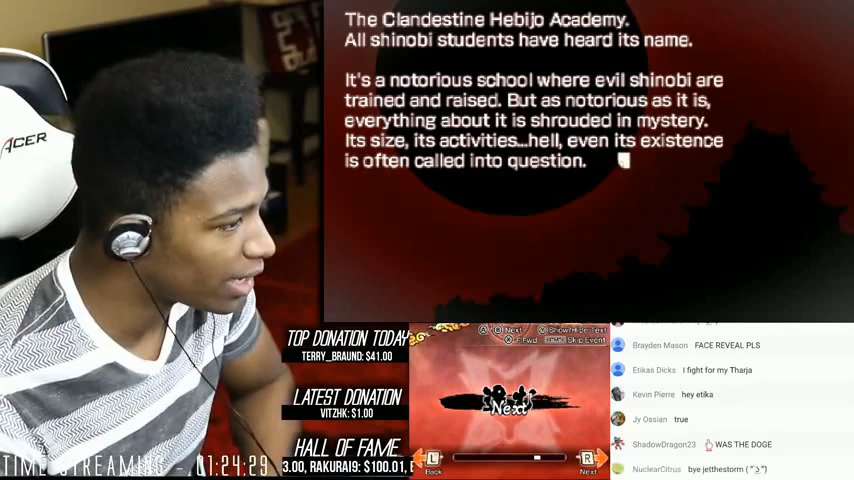 The Clandestine Hebijo Academy.
All shinobi students have heard its name.
It's a notorious school where evil shinobi are
trained and raised. But as notorious as it is,
everything about it is shrouded in mystery.
Its size, its activities...hell, even its existence
is often called into question.
ACER
TOP DONATION TODAY
TERRY_BRAUND: $41.00
LATEST DONATION
VITZHK: $1.00
HALL OF FAME
3.00, RAKURAI9: $100.01,
TIME STREAMING - 01:24:29
Next
Show/Hide Text
F.Fwd
Skip Event
Next
L
R
Back
Next
Brayden Mason FACE REVEAL PLS
Etikas Dicks I fight for my Tharja
Kevin Pierre hey etika
Jy Ossian true
ShadowDragon23 WAS THE DOGE
NuclearCitrus bye jetthestorm